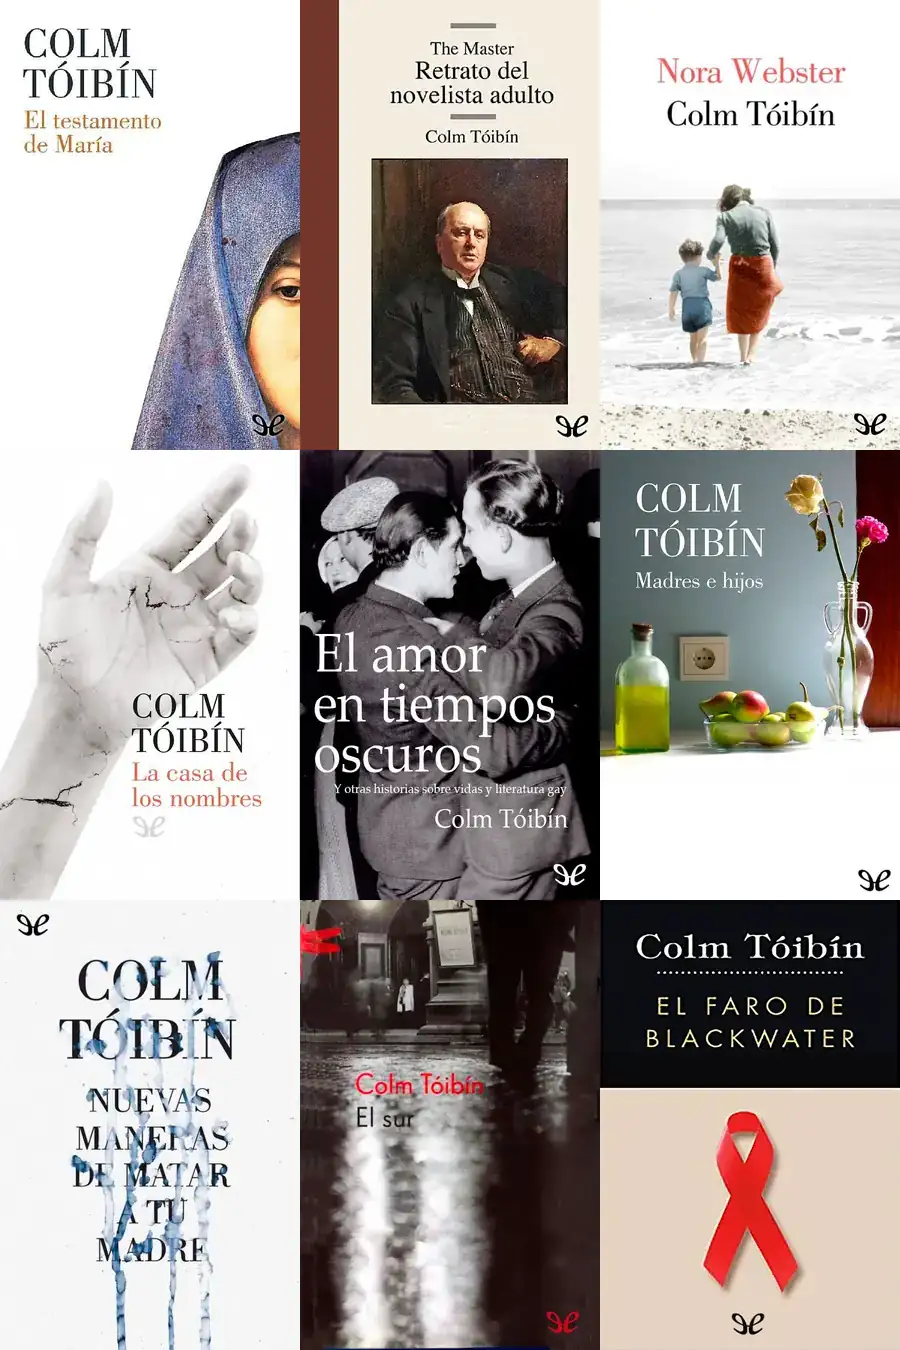 COLM
TÓIBÍN
El testamento
de María
The Master
Retrato del
novelista adulto
Colm Tóibín
Nora Webster
Colm Tóibín
COLM
TÓIBÍN
La casa de
los nombres
El amor
en tiempos
oscuros
Y otras historias sobre vidas y literatura gay
Colm Tóibín
COLM
TÓIBÍN
Madres e hijos
COLM
TÓIBÍN
NUEVAS
MANERAS
DE MATAR
A TU
MADRE
Colm Tóibín
El sur
Colm Tóibín
EL FARO DE
BLACKWATER